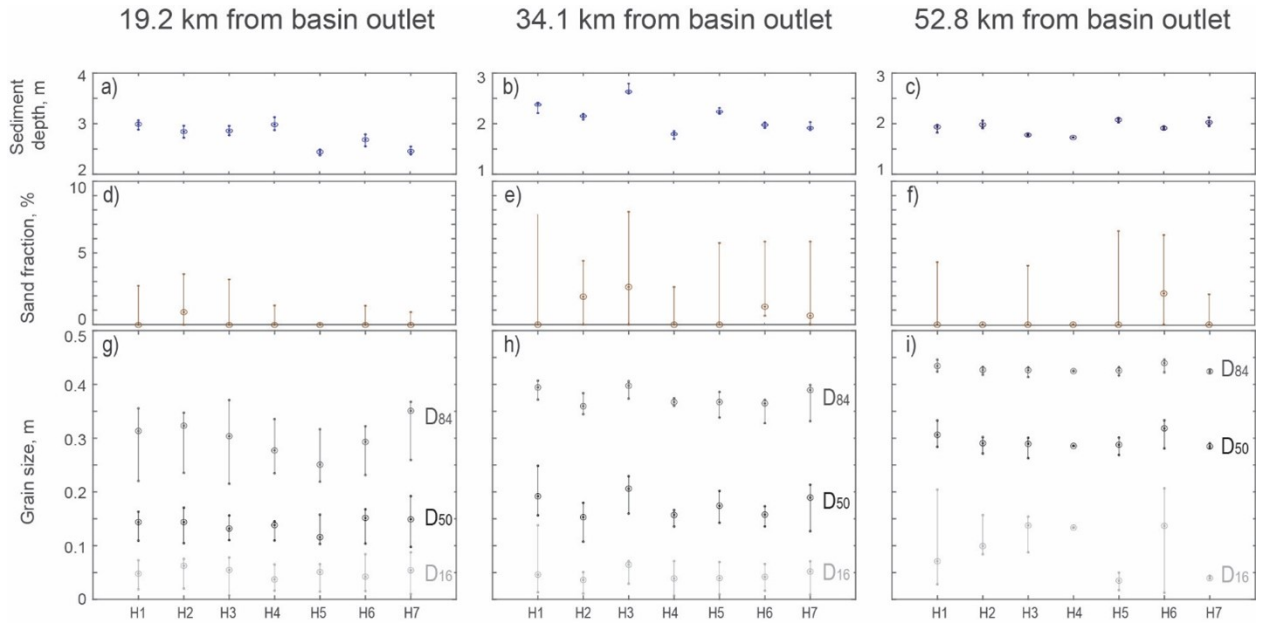 19.2 km from basin outlet
34.1 km from basin outlet
52.8 km from basin outlet
Sediment
depth, m
4
3
2
a)
3
2
1
b)
3
2
1
c)
Sand fraction, %
10
5
0
d)
e)
f)
Grain size, m
0.5
0.4
0.3
0.2
0.1
0
g)
D84
D50
D16
h)
D84
D50
D16
i)
D84
D50
D16
H1 H2 H3 H4 H5 H6 H7
H1 H2 H3 H4 H5 H6 H7
H1 H2 H3 H4 H5 H6 H7